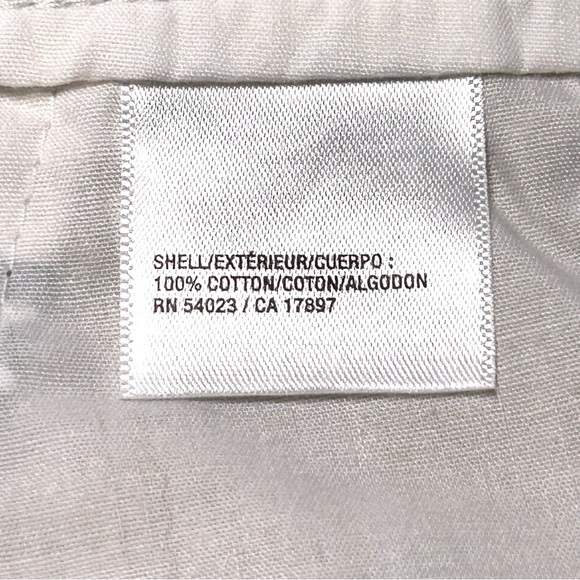 SHELL/EXTÉRIEUR/CUERPO :
100% COTTON/COTON/ALGODON
RN 54023 / CA 17897